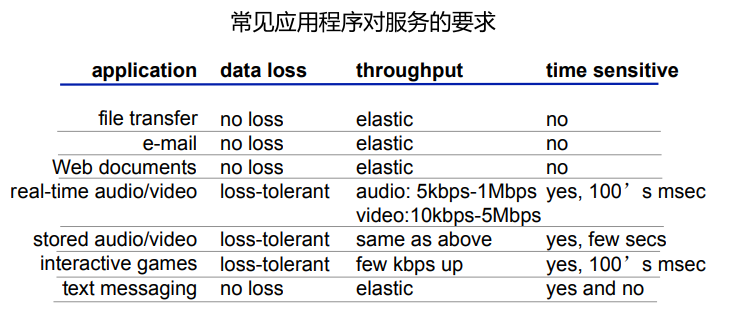 常见应用程序对服务的要求
application data loss throughput time sensitive
file transfer no loss elastic no
e-mail no loss elastic no
Web documents no loss elastic no
real-time audio/video loss-tolerant audio: 5kbps-1Mbps yes, 100’s msec
video:10kbps-5Mbps
stored audio/video loss-tolerant same as above yes, few secs
interactive games loss-tolerant few kbps up yes, 100’s msec
text messaging no loss elastic yes and no